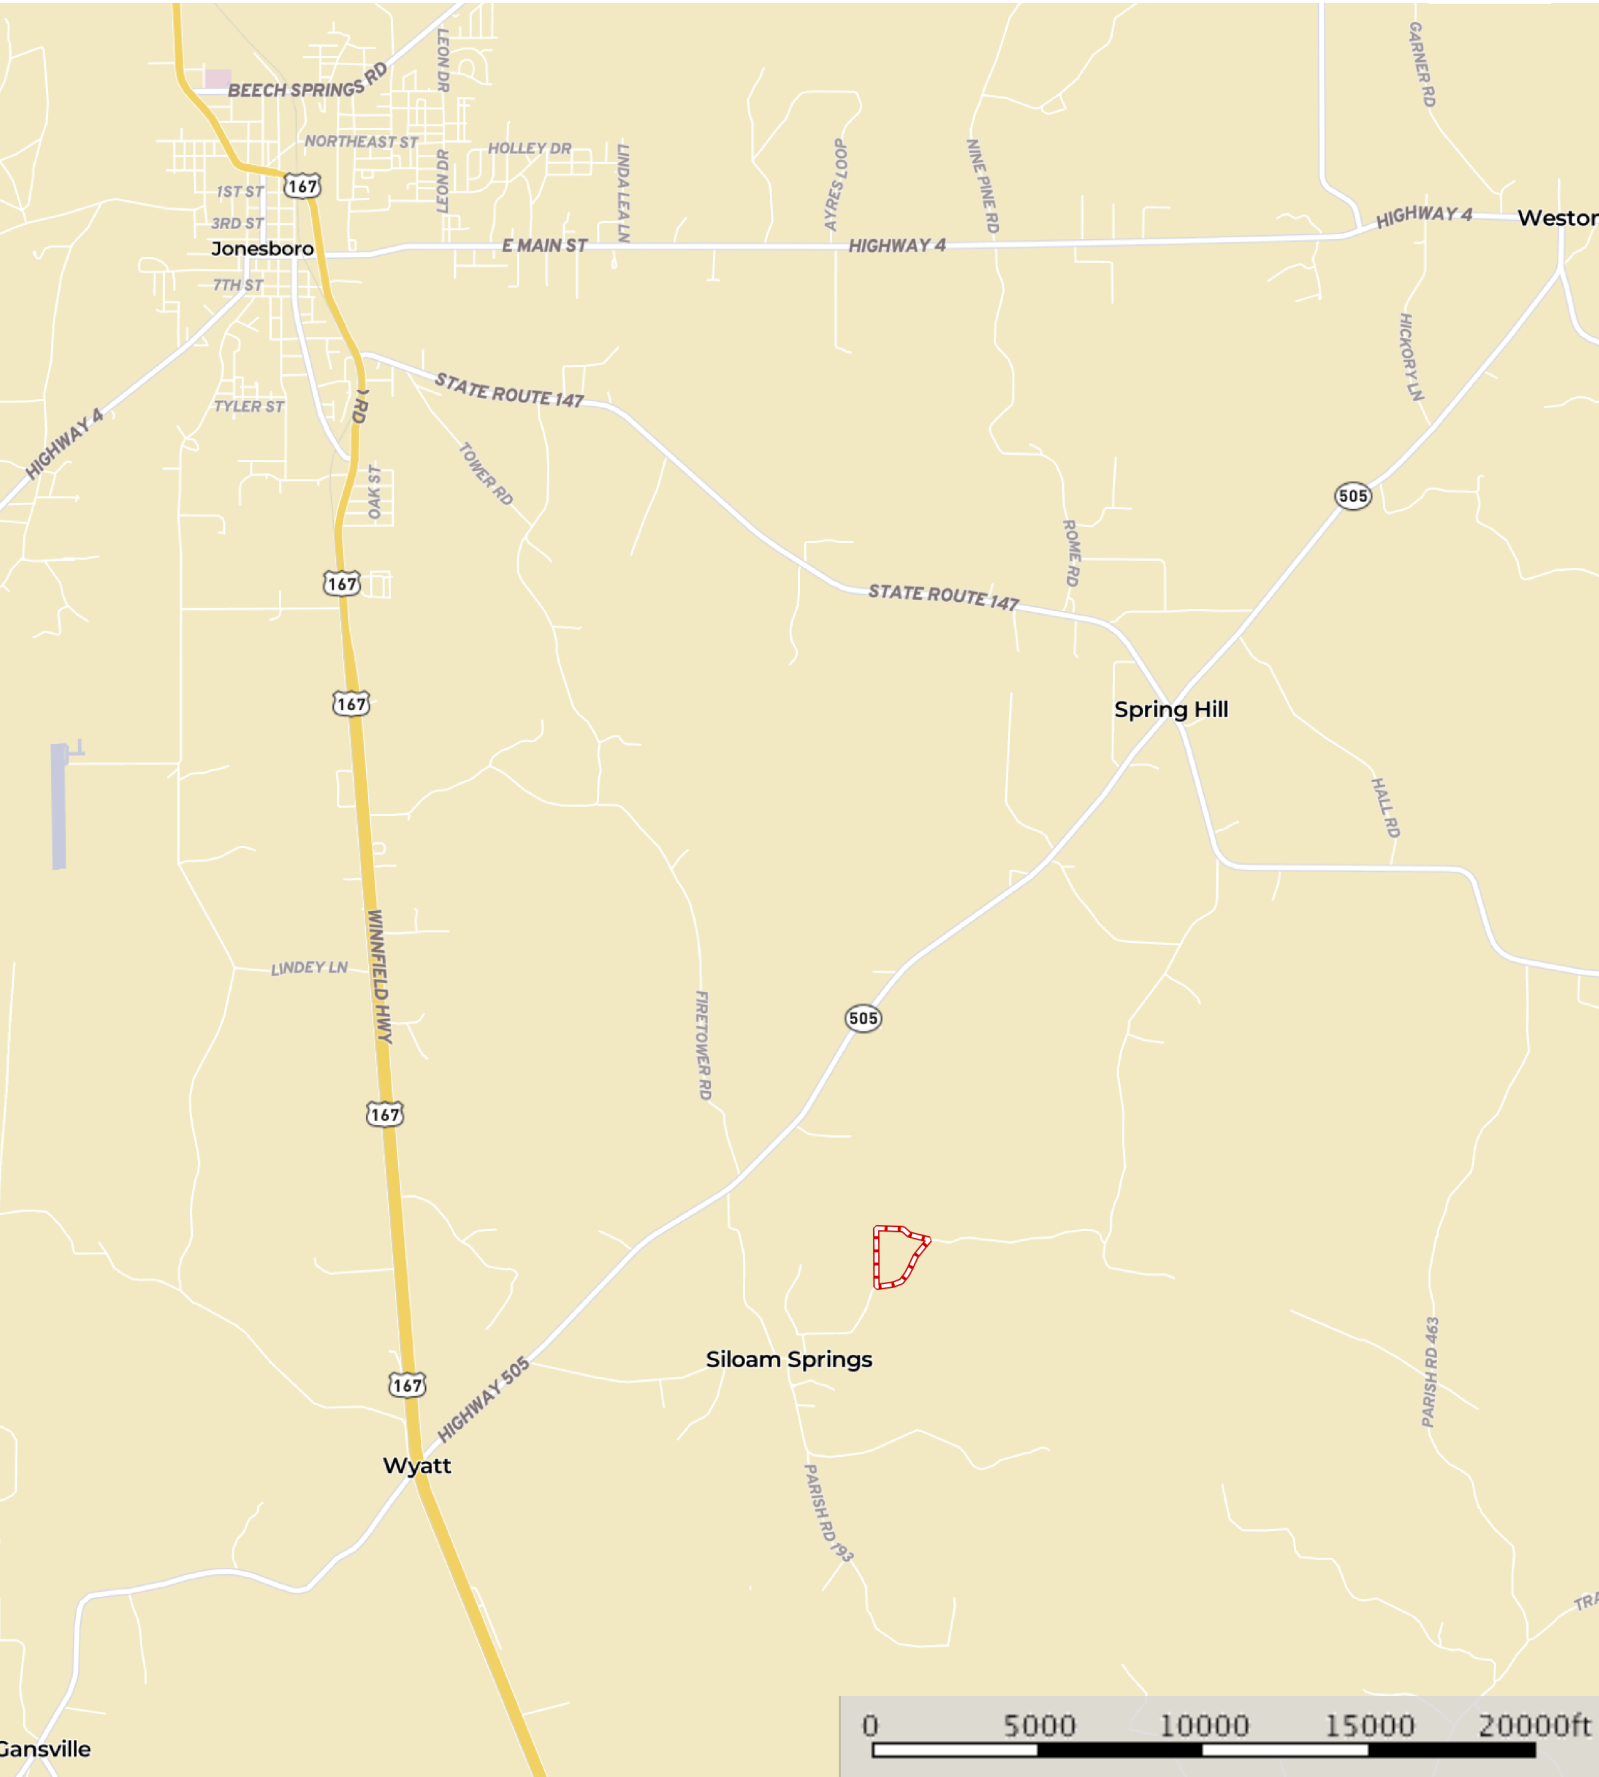 BEECH SPRINGS RD
LEON DR
GARNER RD
NORTHEAST ST
HOLLEY DR
LINDA LEA LN
AYRES LOOP
NINE PINE RD
LEON DR
167
1ST ST
3RD ST
Jonesboro
E MAIN ST
HIGHWAY 4
HIGHWAY 4
7TH ST
HICKORY LN
STATE ROUTE 147
TYLER ST
RD
HIGHWAY 4
TOWER RD
OAK ST
505
ROME RD
167
STATE ROUTE 147
167
Spring Hill
HALL RD
WINNFIELD HWY
LINDEY LN
FIRETOWER RD
505
167
Siloam Springs
PARISH RD 463
167
HIGHWAY 505
Wyatt
PARISH RD 193
0 5000 10000 15000 20000ft